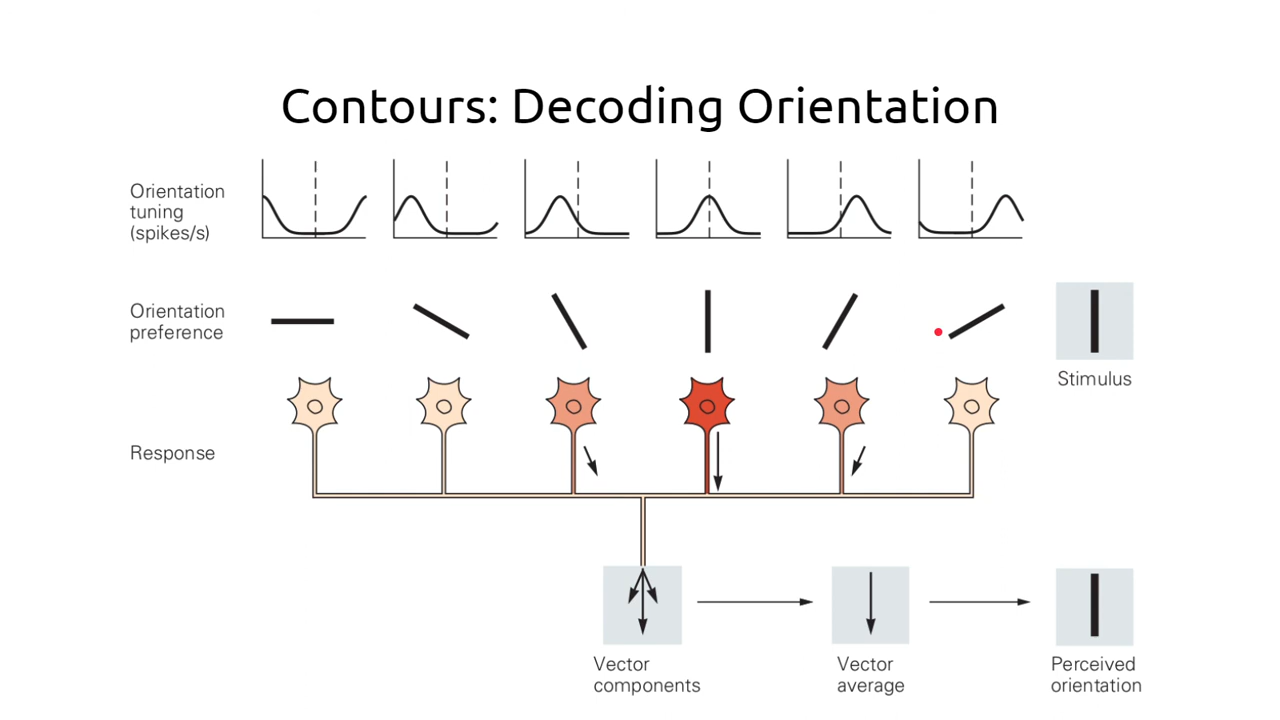 Contours: Decoding Orientation
Orientation
tuning
(spikes/s)
Orientation
preference
Stimulus
Response
Vector
components
Vector
average
Perceived
orientation